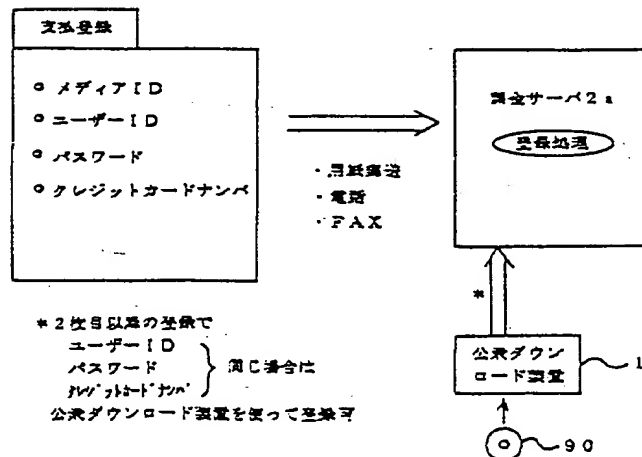 支払登録
○ メディアID
○ ユーザーID
○ パスワード
○ クレジットカードナンバ
・用紙郵送
・電話
・FAX
課金サーバ2a
登録処理
*
*2枚目以降の登録で
ユーザーID
パスワード
クレジットカードナンバ
同じ場合は
公衆ダウンロード装置を使って登録可
公衆ダウン
ロード装置
1
90